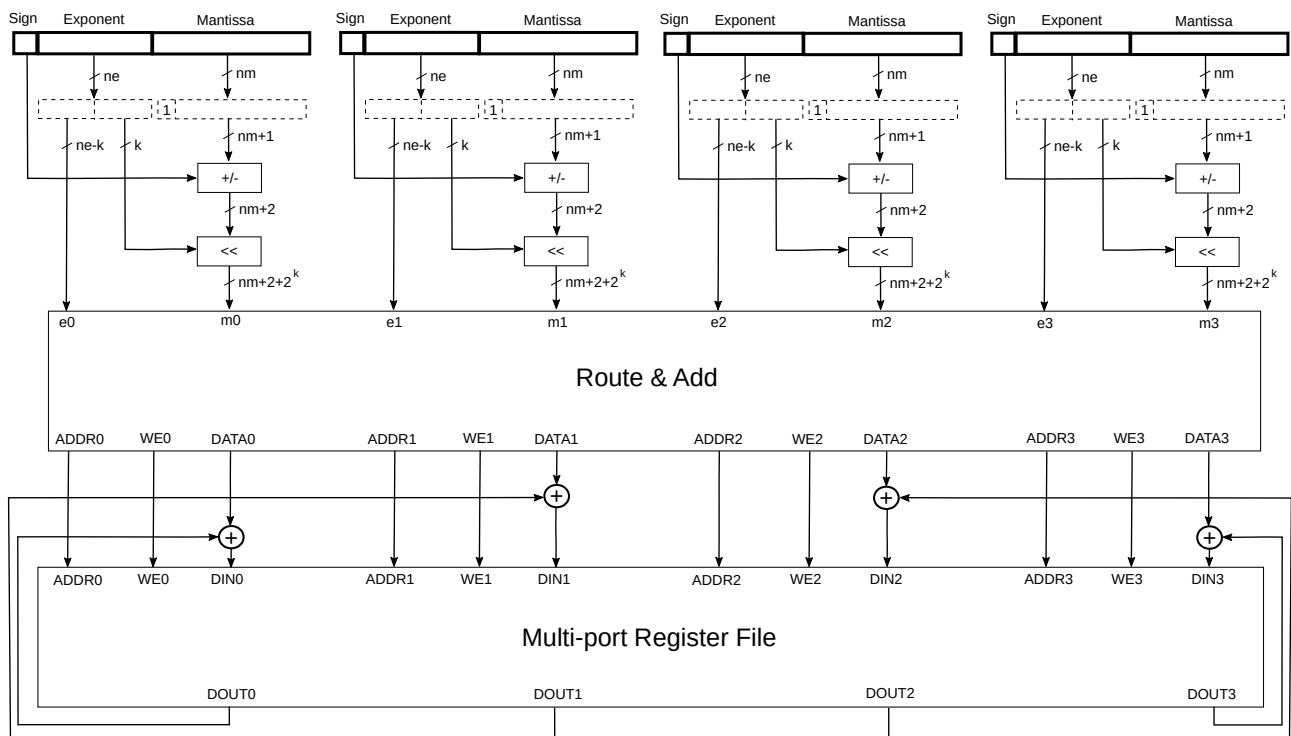 Sign Exponent Mantissa Sign Exponent Mantissa Sign Exponent Mantissa Sign Exponent Mantissa
ne nm ne nm ne nm ne nm
1 1 1 1
nm+1 nm+1 nm+1 nm+1
ne-k k ne-k k ne-k k ne-k k
+/- +/- +/- +/-
nm+2 nm+2 nm+2 nm+2
<< << << <<
nm+2+2^k nm+2+2^k nm+2+2^k nm+2+2^k
e0 m0 e1 m1 e2 m2 e3 m3
Route & Add
ADDR0 WE0 DATA0 ADDR1 WE1 DATA1 ADDR2 WE2 DATA2 ADDR3 WE3 DATA3
+ +
+ +
ADDR0 WE0 DIN0 ADDR1 WE1 DIN1 ADDR2 WE2 DIN2 ADDR3 WE3 DIN3
Multi-port Register File
DOUT0 DOUT1 DOUT2 DOUT3